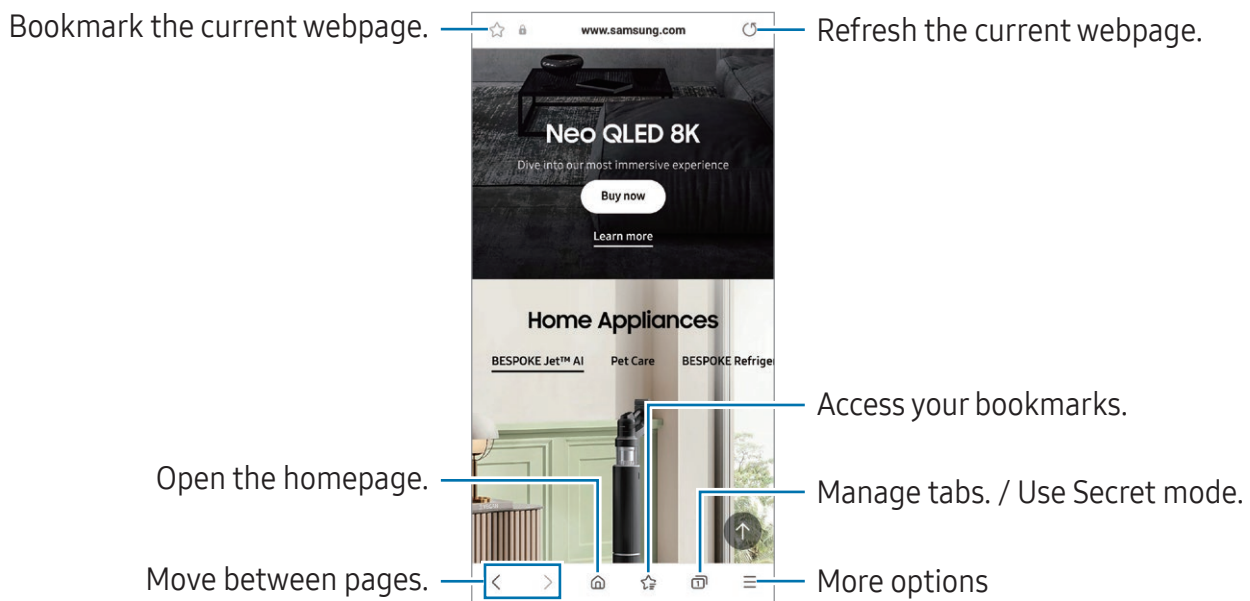 Bookmark the current webpage.
www.samsung.com
Refresh the current webpage.
Neo QLED 8K
Dive into our most immersive experience
Buy now
Learn more
Home Appliances
BESPOKE Jet™ AI Pet Care BESPOKE Refriger
Access your bookmarks.
Open the homepage.
Manage tabs. / Use Secret mode.
Move between pages.
1
More options